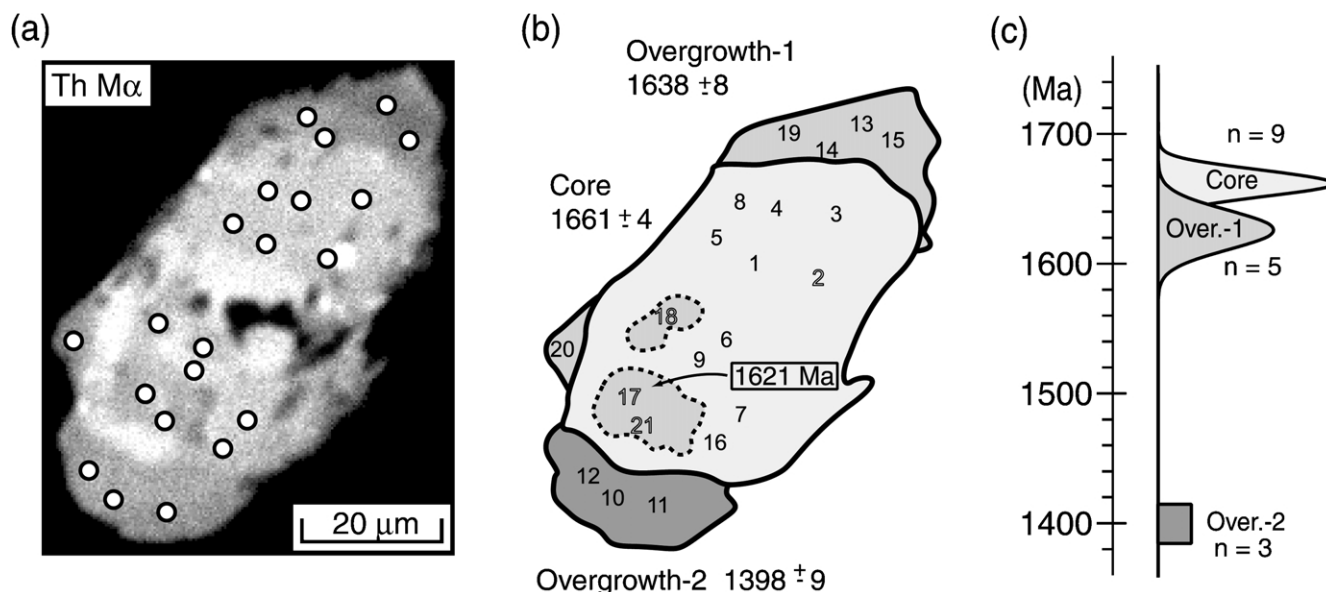 (a)
Th Mα
20 μm
(b)
Overgrowth-1
1638 ±8
Core
1661 ±4
19 13 15
14
8 4 3
5
1 2
18
6
20
9
1621 Ma
17
7
21
16
12
10 11
Overgrowth-2 1398 ±9
(c)
(Ma)
1700
1600
1500
1400
n = 9
Core
Over.-1
n = 5
Over.-2
n = 3